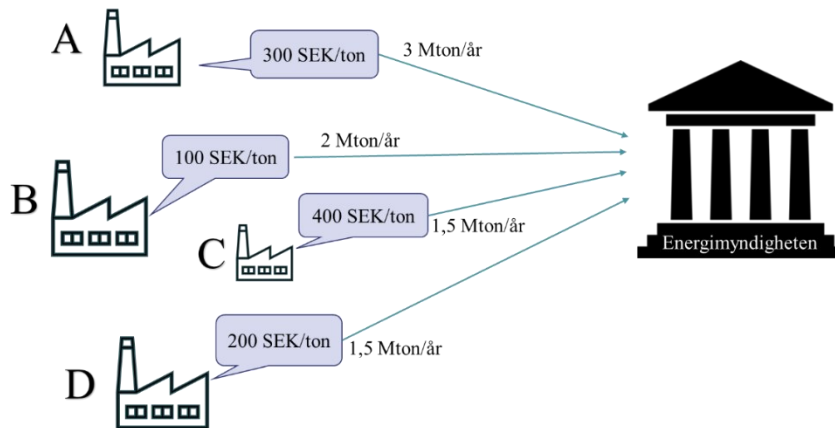 A
300 SEK/ton
3 Mton/år
B
100 SEK/ton
2 Mton/år
C
400 SEK/ton
1,5 Mton/år
Energimyndigheten
D
200 SEK/ton
1,5 Mton/år